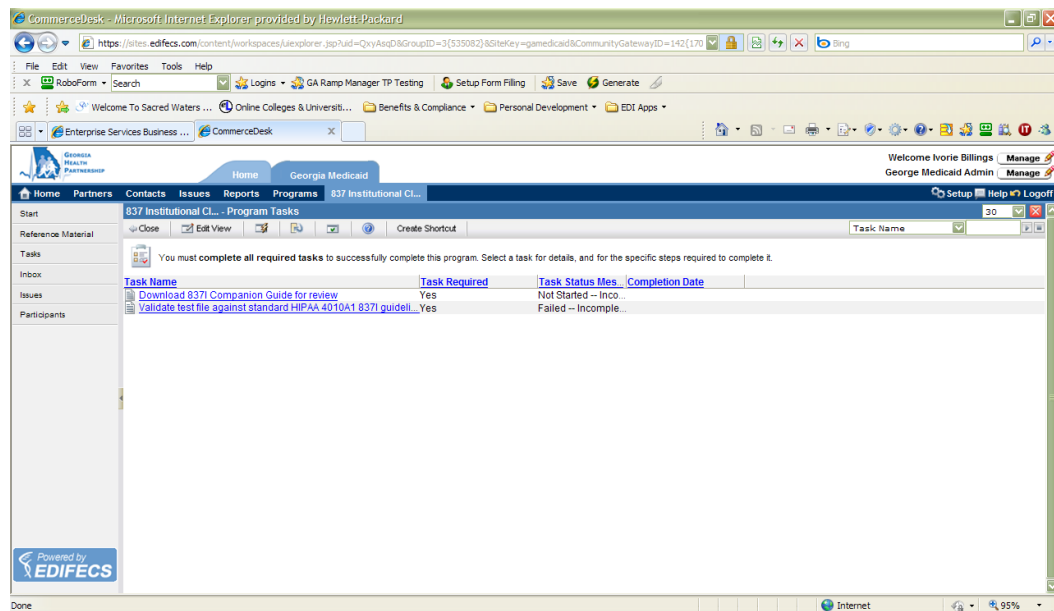 CommerceDesk - Microsoft Internet Explorer provided by Hewlett-Packard
https://sites.edifecs.com/content/workspaces/uiexplorer.jsp?uid=QxyAsqD&GroupID=3{535082}&SiteKey=gamedicaid&CommunityGatewayID=142{170 Bing
File Edit View Favorites Tools Help
X RoboForm Search Logins GA Ramp Manager TP Testing Setup Form Filling Save Generate
Welcome To Sacred Waters ... Online Colleges & Universiti... Benefits & Compliance Personal Development EDI Apps
Enterprise Services Business ... CommerceDesk X
GEORGIA
HEALTH
PARTNERSHIP
Home Georgia Medicaid
Welcome Ivorie Billings Manage
George Medicaid Admin Manage
Home Partners Contacts Issues Reports Programs 837 Institutional Cl... Setup Help Logoff
Start
Reference Material
Tasks
Inbox
Issues
Participants
837 Institutional Cl... - Program Tasks 30
Close Edit View Create Shortcut Task Name
You must complete all required tasks to successfully complete this program. Select a task for details, and for the specific steps required to complete it.
Task Name Task Required Task Status Mes... Completion Date
Download 837I Companion Guide for review Yes Not Started -- Inco...
Validate test file against standard HIPAA 4010A1 837I guideli... Yes Failed -- Incomple...
Powered by
EDIFECS
Done Internet 95%